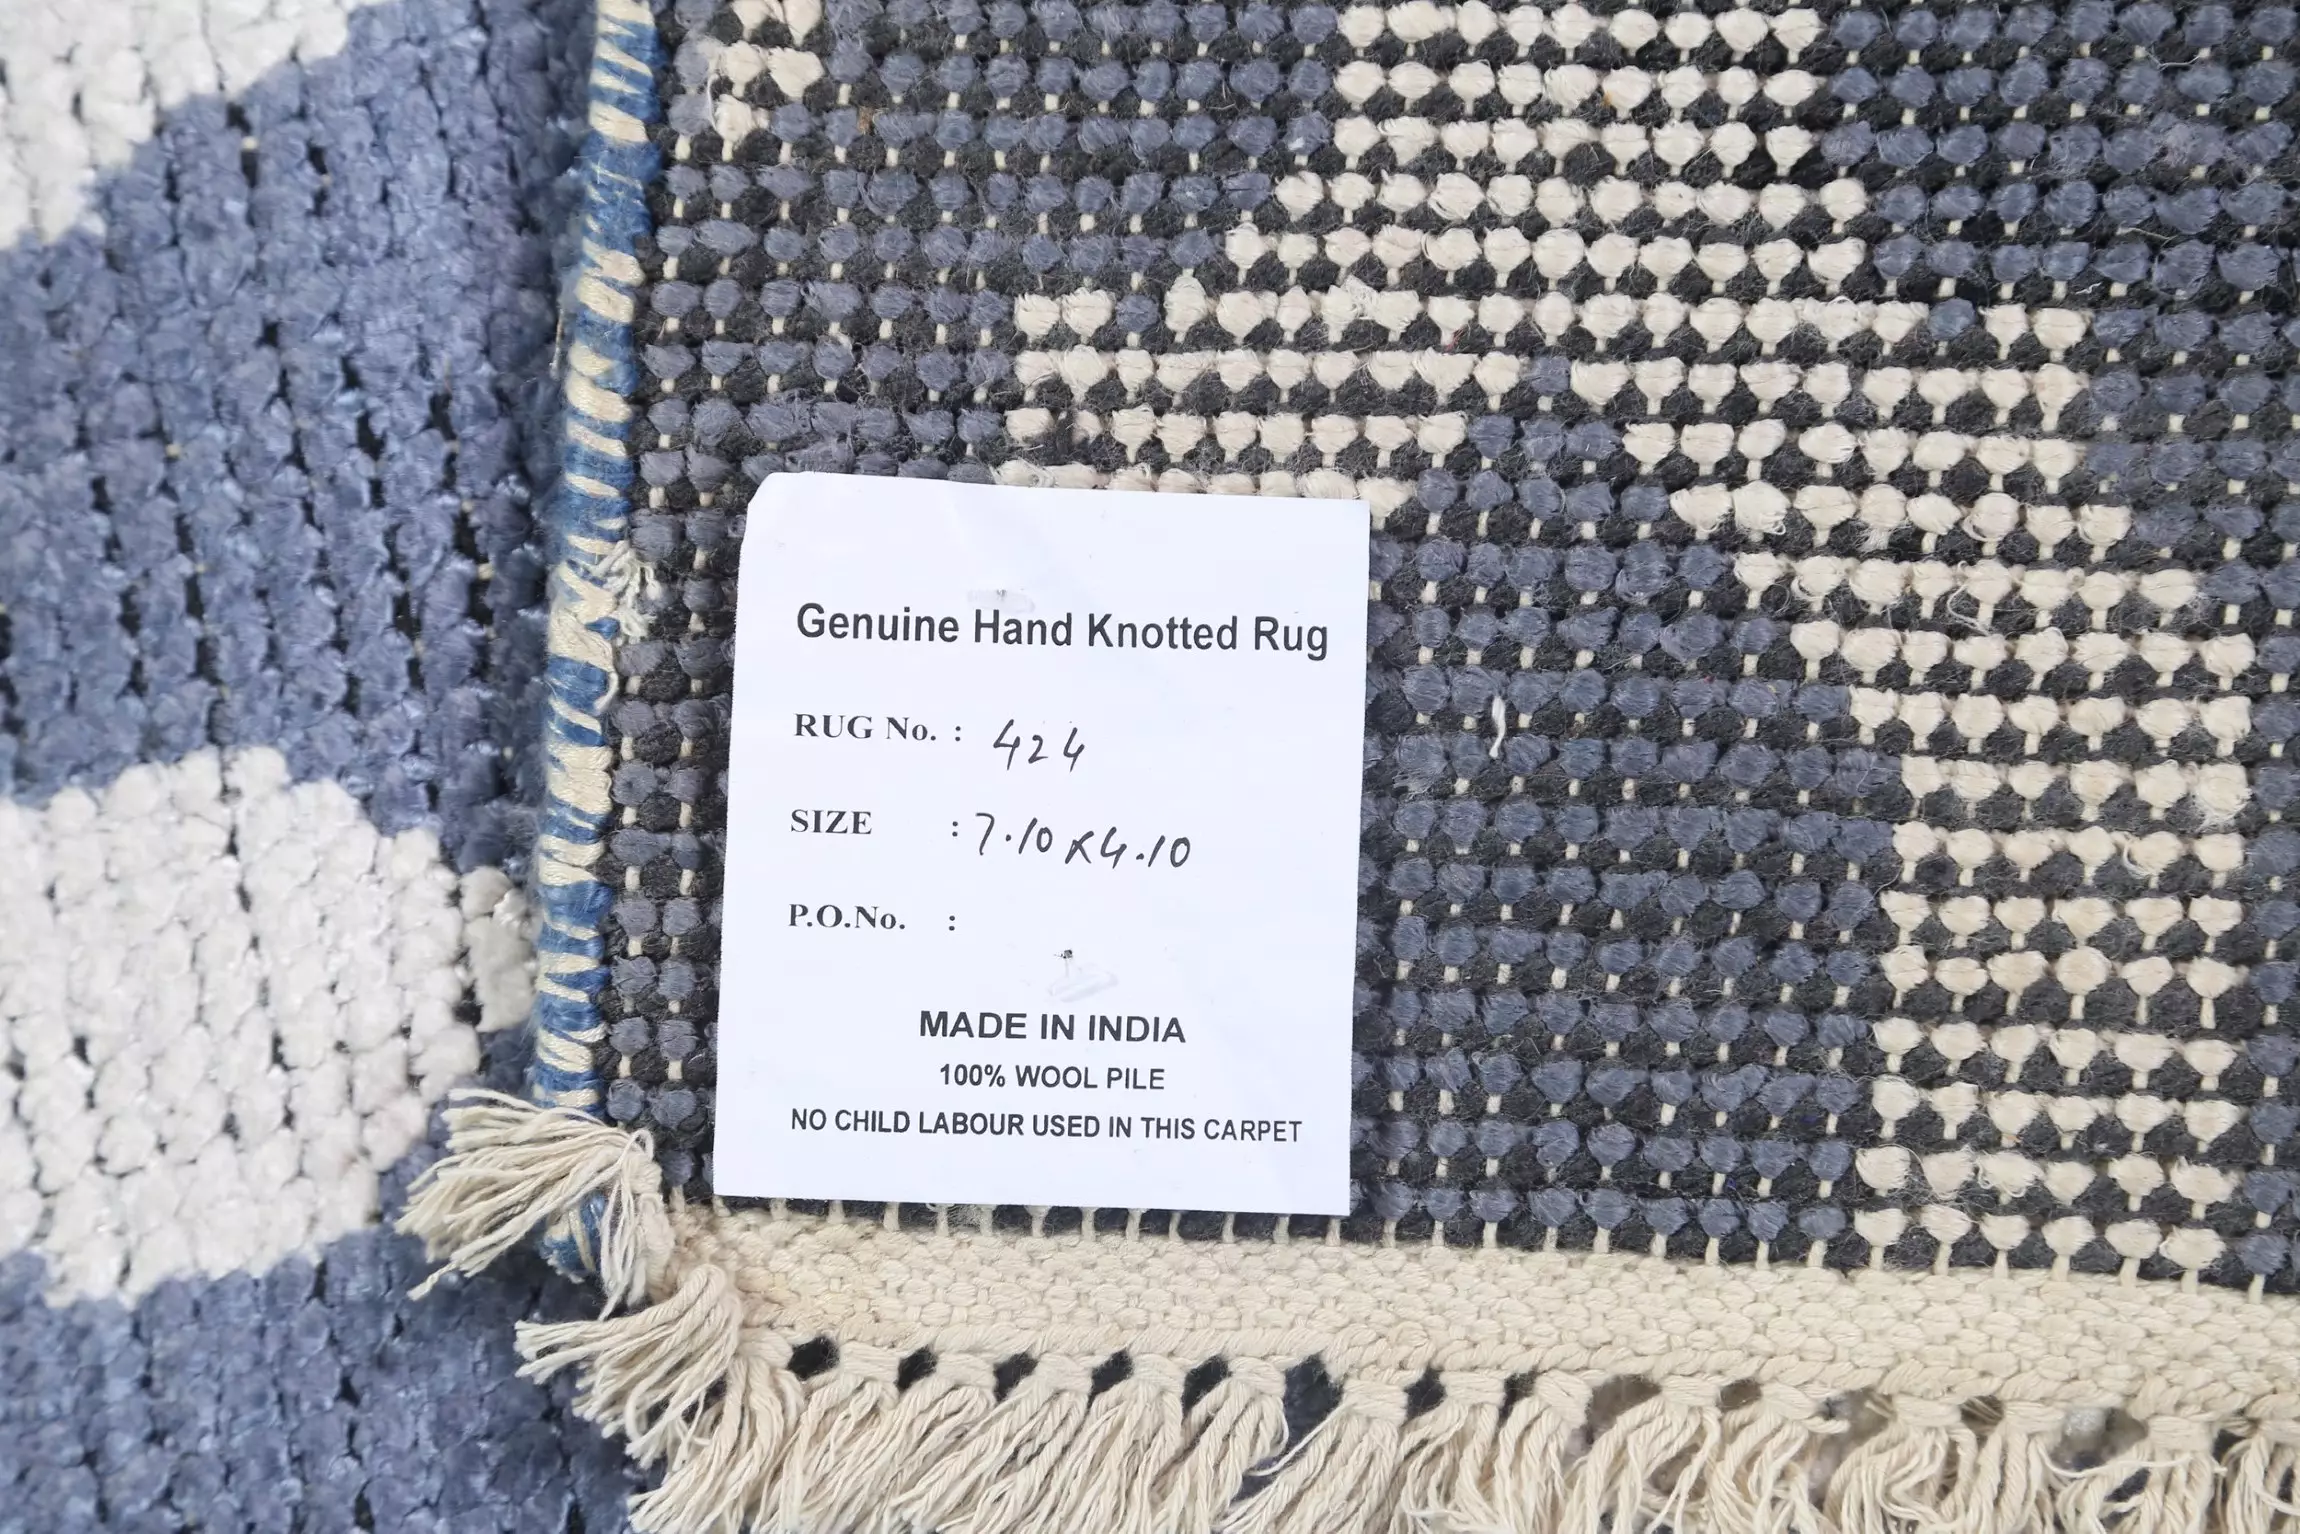 Genuine Hand Knotted Rug
RUG No. : 424
SIZE : 7.10 x 4.10
P.O.No. :
MADE IN INDIA
100% WOOL PILE
NO CHILD LABOUR USED IN THIS CARPET